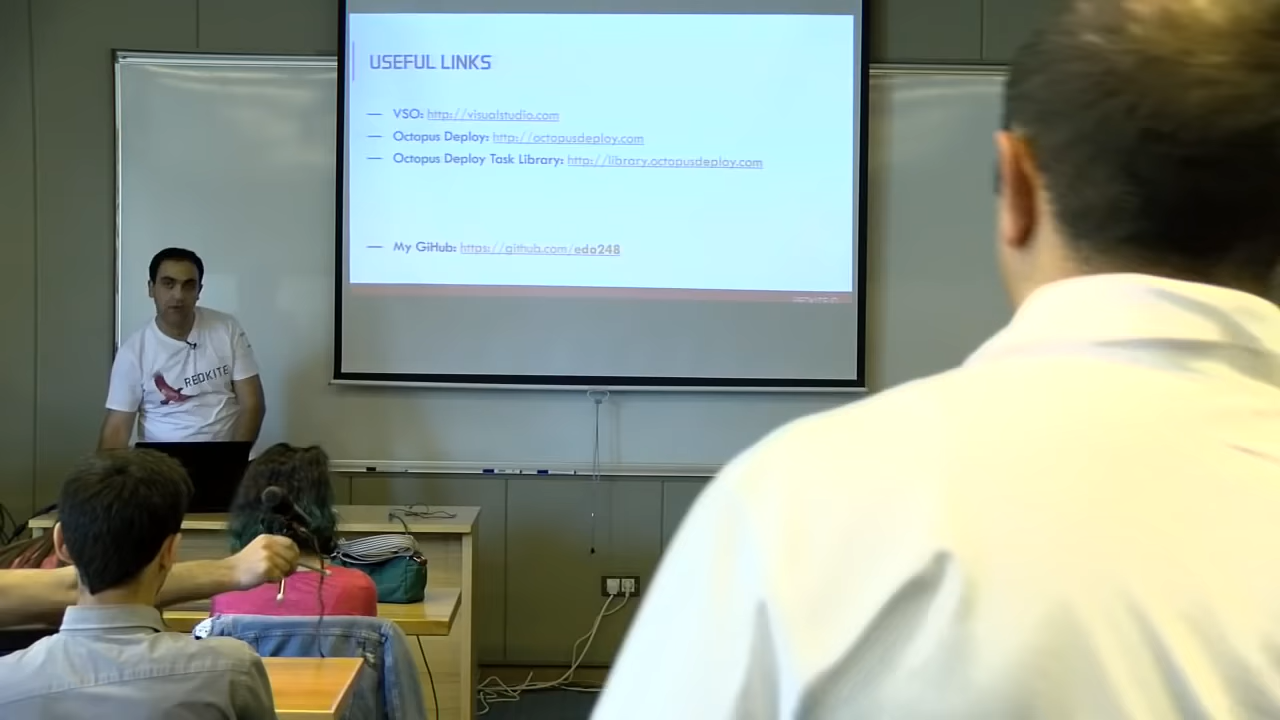 USEFUL LINKS
— VSO: http://visualstudio.com
— Octopus Deploy: http://octopusdeploy.com
— Octopus Deploy Task Library: http://library.octopusdeploy.com
— My GiHub: https://github.com/edo248
REDKITE